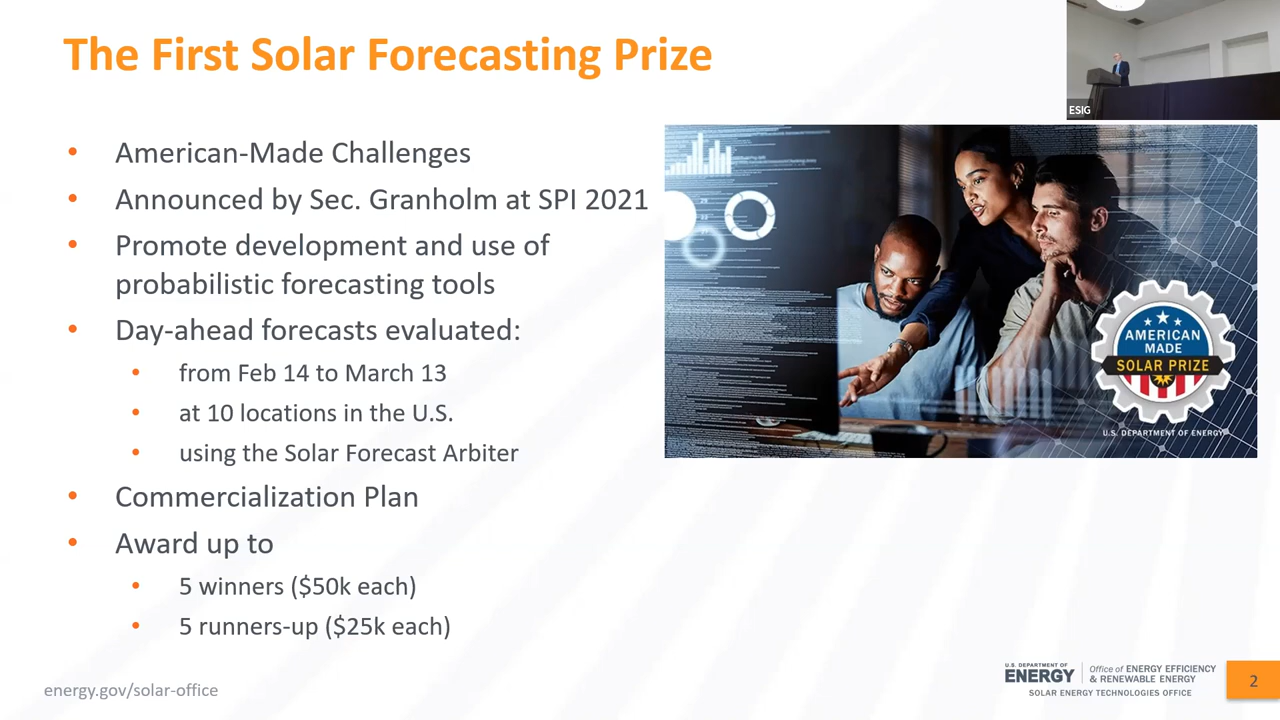 The First Solar Forecasting Prize
ESIG
• American-Made Challenges
• Announced by Sec. Granholm at SPI 2021
• Promote development and use of
probabilistic forecasting tools
• Day-ahead forecasts evaluated:
• from Feb 14 to March 13
• at 10 locations in the U.S.
• using the Solar Forecast Arbiter
• Commercialization Plan
• Award up to
• 5 winners ($50k each)
• 5 runners-up ($25k each)
AMERICAN
MADE
SOLAR PRIZE
U.S. DEPARTMENT OF ENERGY
energy.gov/solar-office
U.S. DEPARTMENT OF
ENERGY
Office of ENERGY EFFICIENCY
& RENEWABLE ENERGY
SOLAR ENERGY TECHNOLOGIES OFFICE
2